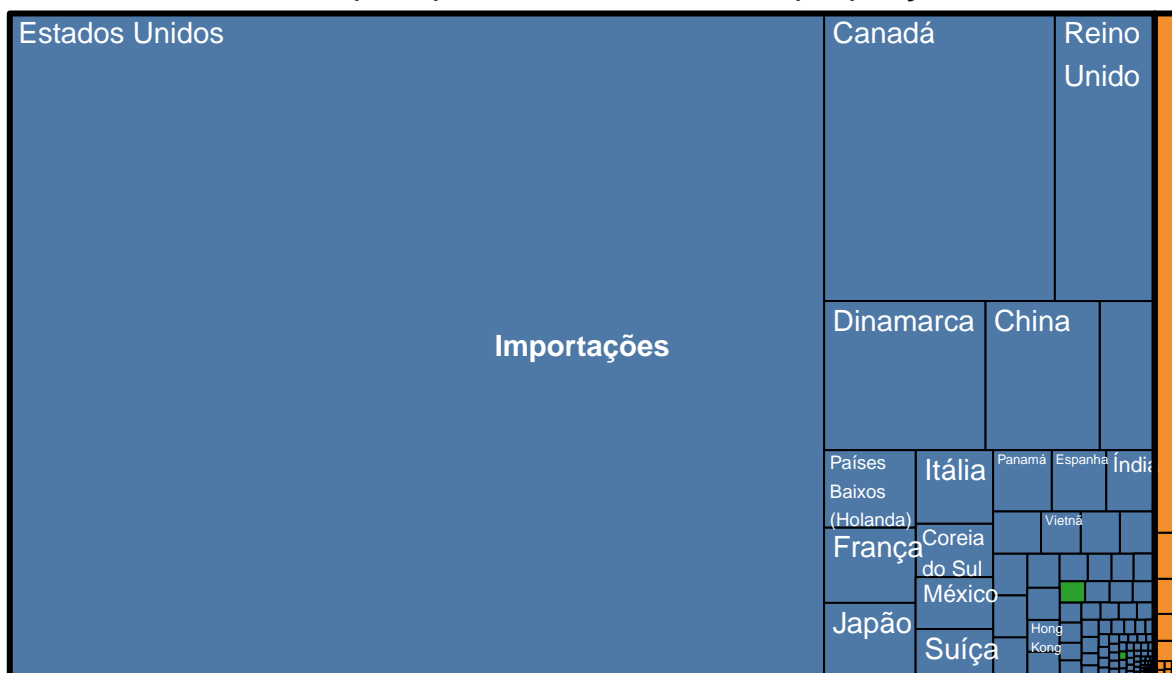 Estados Unidos
Canadá
Reino
Unido
Importações
Dinamarca
China
Países
Baixos
(Holanda)
Itália
Panamá
Espanha
Índia
Vietnã
França
Coreia
do Sul
México
Japão
Suíça
Hong
Kong